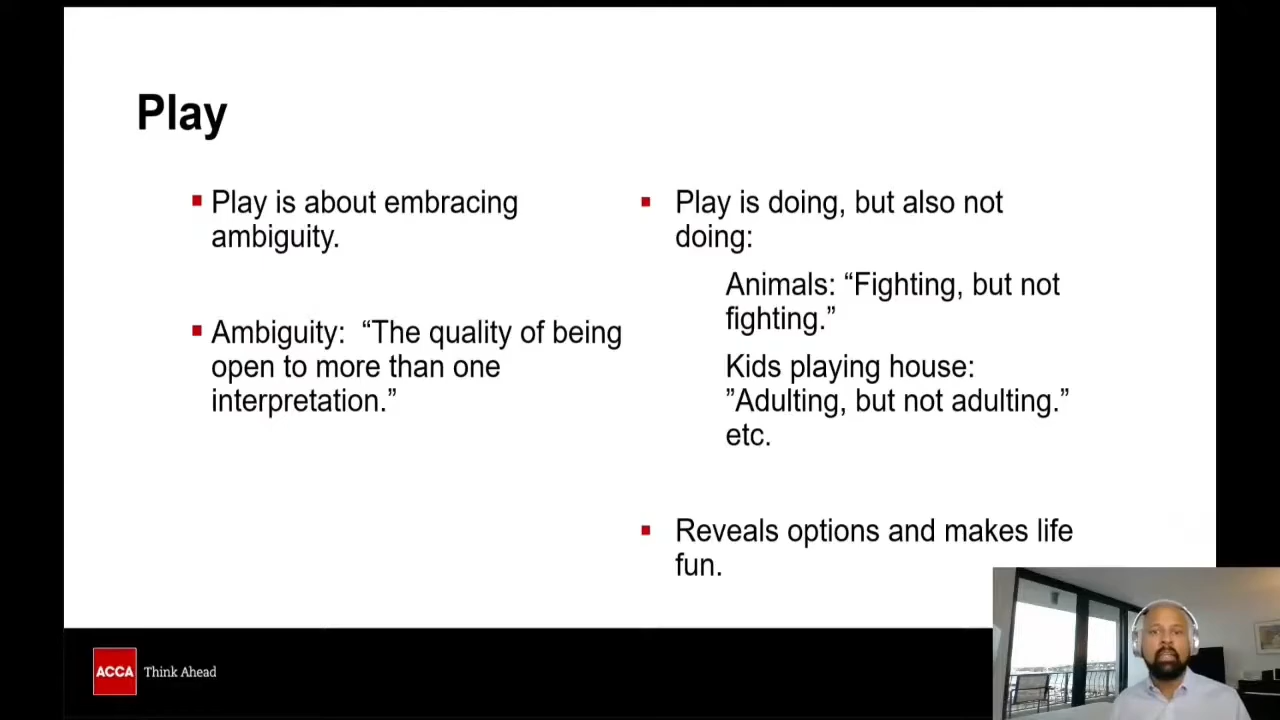 Play
▪ Play is about embracing
ambiguity.
▪ Ambiguity:  “The quality of being
open to more than one
interpretation.”
▪ Play is doing, but also not
doing:
Animals: “Fighting, but not
fighting.”
Kids playing house:
”Adulting, but not adulting.”
etc.
▪ Reveals options and makes life
fun.
ACCA Think Ahead